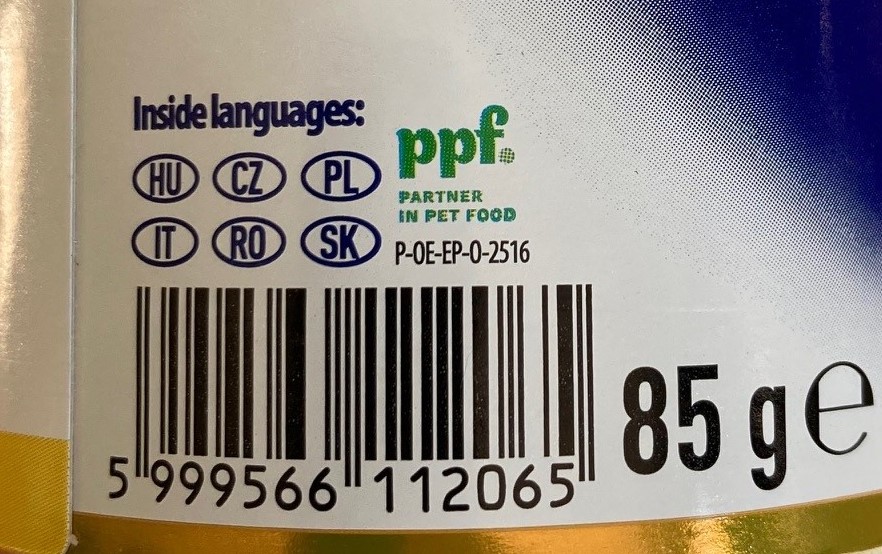 Inside languages:
HU CZ PL
IT RO SK
ppf.
PARTNER
IN PET FOOD
P-OE-EP-O-2516
5 999566 112065
85 g e